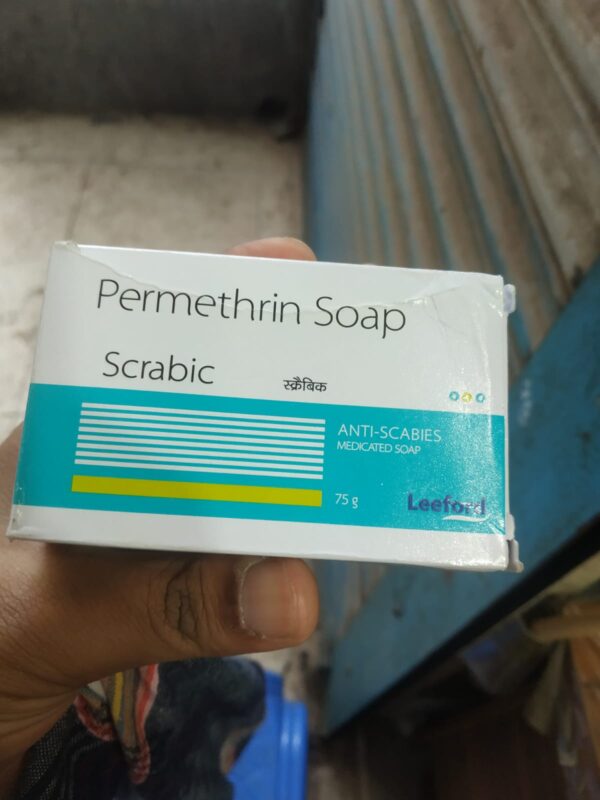 Permethrin Soap
Scrabic
स्क्रैबिक
ANTI-SCABIES
MEDICATED SOAP
75 g
Leeford